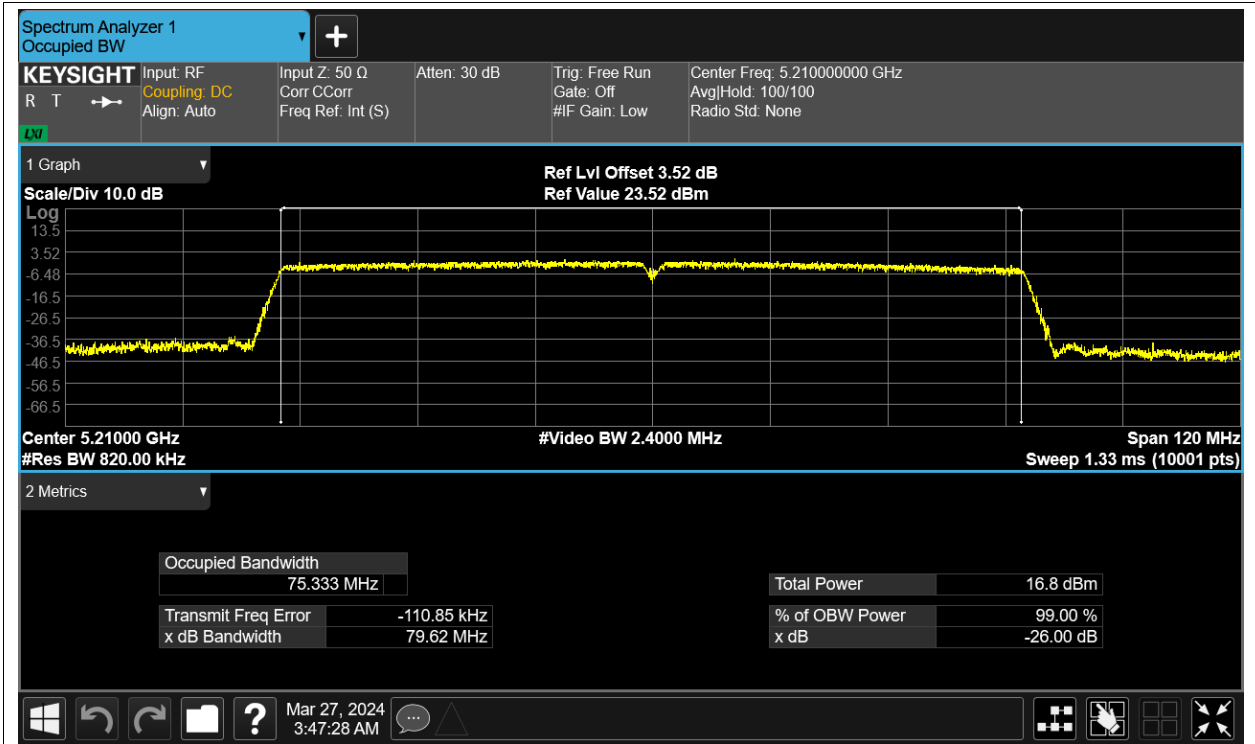 Spectrum Analyzer 1
Occupied BW
KEYSIGHT
R T
LXI
Input: RF
Coupling: DC
Align: Auto
Input Z: 50 Ω
Corr CCorr
Freq Ref: Int (S)
Atten: 30 dB
Trig: Free Run
Gate: Off
#IF Gain: Low
Center Freq: 5.210000000 GHz
Avg|Hold: 100/100
Radio Std: None
1 Graph
Scale/Div 10.0 dB
Ref Lvl Offset 3.52 dB
Ref Value 23.52 dBm
Log
13.5
3.52
-6.48
-16.5
-26.5
-36.5
-46.5
-56.5
-66.5
Center 5.21000 GHz
#Video BW 2.4000 MHz
Span 120 MHz
#Res BW 820.00 kHz
Sweep 1.33 ms (10001 pts)
2 Metrics
Occupied Bandwidth
75.333 MHz
Transmit Freq Error -110.85 kHz
x dB Bandwidth 79.62 MHz
Total Power 16.8 dBm
% of OBW Power 99.00 %
x dB -26.00 dB
?
Mar 27, 2024
3:47:28 AM